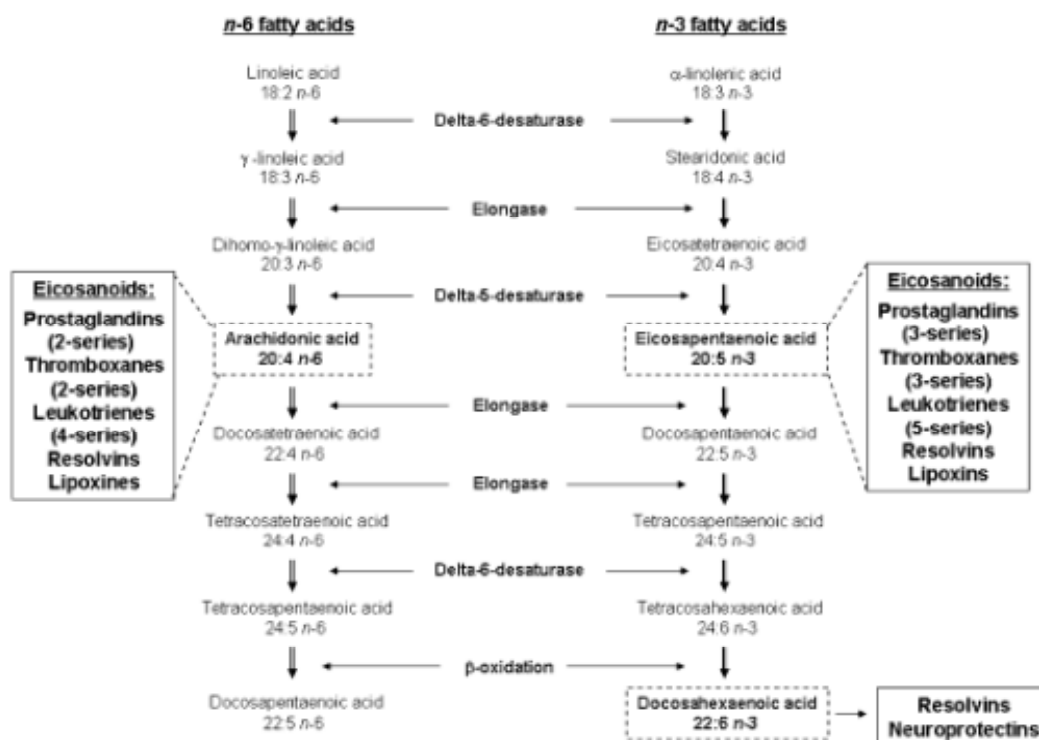 n-6 fatty acids
n-3 fatty acids
Linoleic acid
18:2 n-6
α-linolenic acid
18:3 n-3
Delta-6-desaturase
γ-linoleic acid
18:3 n-6
Stearidonic acid
18:4 n-3
Elongase
Dihomo-γ-linoleic acid
20:3 n-6
Eicosatetraenoic acid
20:4 n-3
Delta-5-desaturase
Eicosanoids:
Prostaglandins
(2-series)
Thromboxanes
(2-series)
Leukotrienes
(4-series)
Resolvins
Lipoxines
Arachidonic acid
20:4 n-6
Eicosapentaenoic acid
20:5 n-3
Eicosanoids:
Prostaglandins
(3-series)
Thromboxanes
(3-series)
Leukotrienes
(5-series)
Resolvins
Lipoxins
Elongase
Docosatetraenoic acid
22:4 n-6
Docosapentaenoic acid
22:5 n-3
Elongase
Tetracosatetraenoic acid
24:4 n-6
Tetracosapentaenoic acid
24:5 n-3
Delta-6-desaturase
Tetracosapentaenoic acid
24:5 n-6
Tetracosahexaenoic acid
24:6 n-3
β-oxidation
Docosapentaenoic acid
22:5 n-6
Docosahexaenoic acid
22:6 n-3
Resolvins
Neuroprotectins